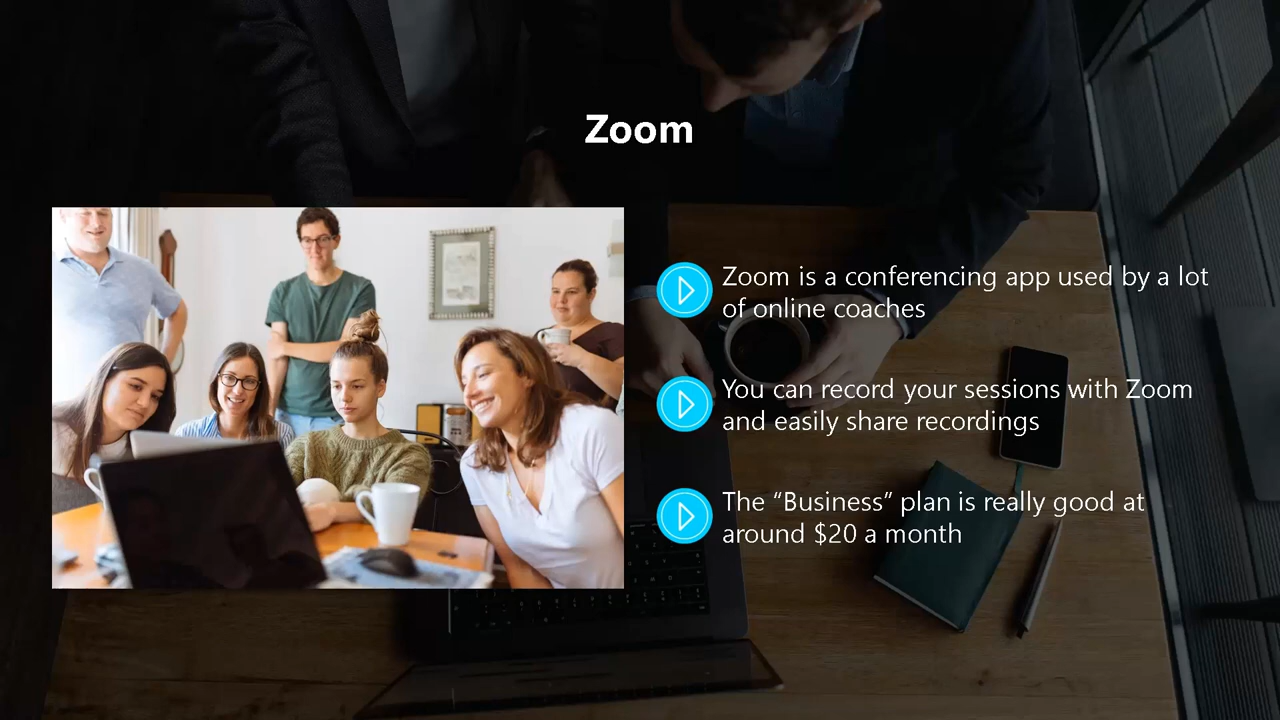 Zoom
Zoom is a conferencing app used by a lot
of online coaches
You can record your sessions with Zoom
and easily share recordings
The “Business” plan is really good at
around $20 a month